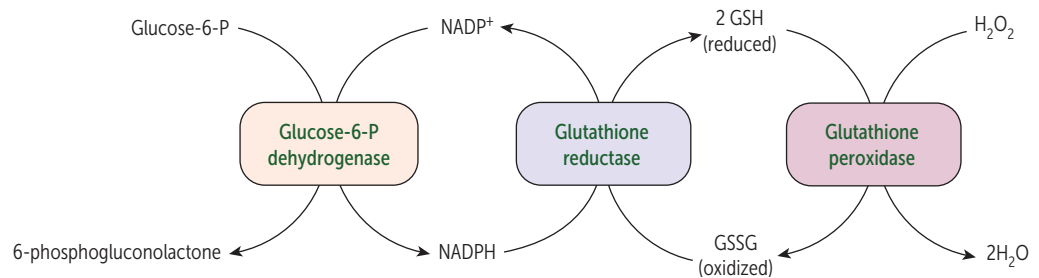 Glucose-6-P
NADP⁺
2 GSH
(reduced)
H₂O₂
Glucose-6-P
dehydrogenase
Glutathione
reductase
Glutathione
peroxidase
6-phosphogluconolactone
NADPH
GSSG
(oxidized)
2H₂O